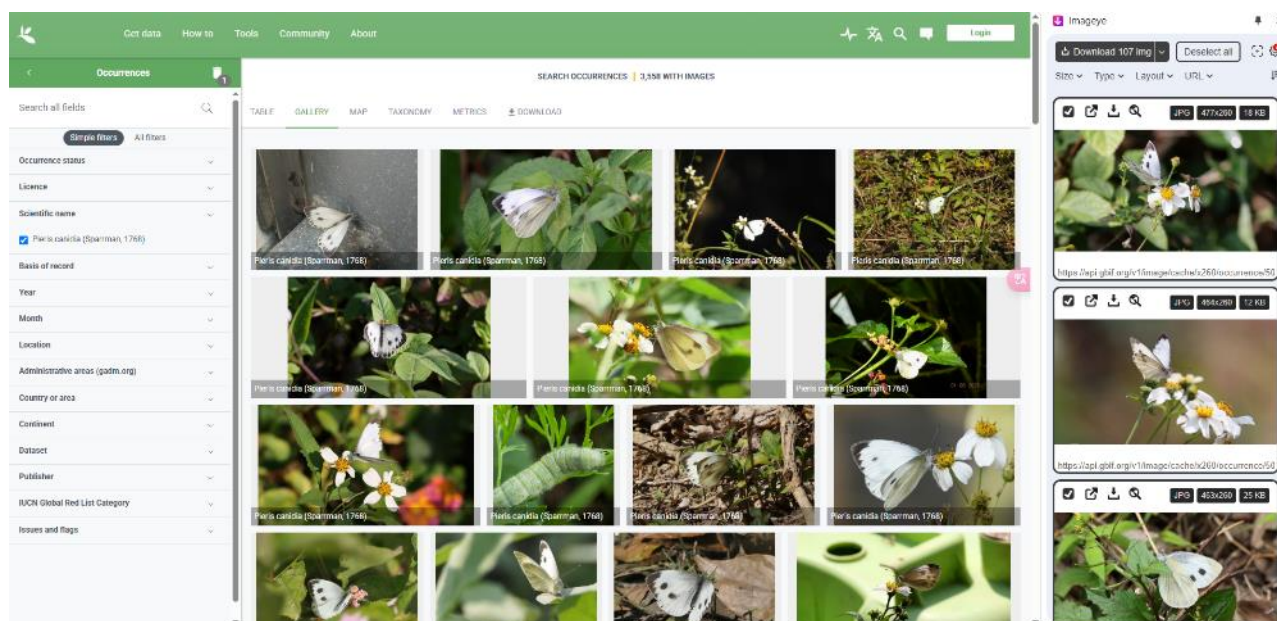 Get data How to Tools Community About
Login
Occurrences
1
SEARCH OCCURRENCES | 3,558 WITH IMAGES
Search all fields
TABLE GALLERY MAP TAXONOMY METRICS DOWNLOAD
Simple filters All filters
Occurrence status
Licence
Scientific name
Pieris canidia (Sparrman, 1768)
Basis of record
Year
Month
Location
Administrative areas (gadm.org)
Country or area
Continent
Dataset
Publisher
IUCN Global Red List Category
Issues and flags
Pieris canidia (Sparrman, 1768)
Pieris canidia (Sparrman, 1768)
Pieris canidia (Sparrman, 1768)
Pieris canidia (Sparrman, 1768)
Pieris canidia (Sparrman, 1768)
Pieris canidia (Sparrman, 1768)
Pieris canidia (Sparrman, 1768)
Pieris canidia (Sparrman, 1768)
Pieris canidia (Sparrman, 1768)
Pieris canidia (Sparrman, 1768)
Pieris canidia (Sparrman, 1768)
Imageye
Download 107 img Deselect all
Size Type Layout URL
JPG 477x260 18 KB
https://api.gbif.org/v1/image/cache/x260/occurrence/50
JPG 464x260 12 KB
https://api.gbif.org/v1/image/cache/x260/occurrence/50
JPG 463x260 25 KB